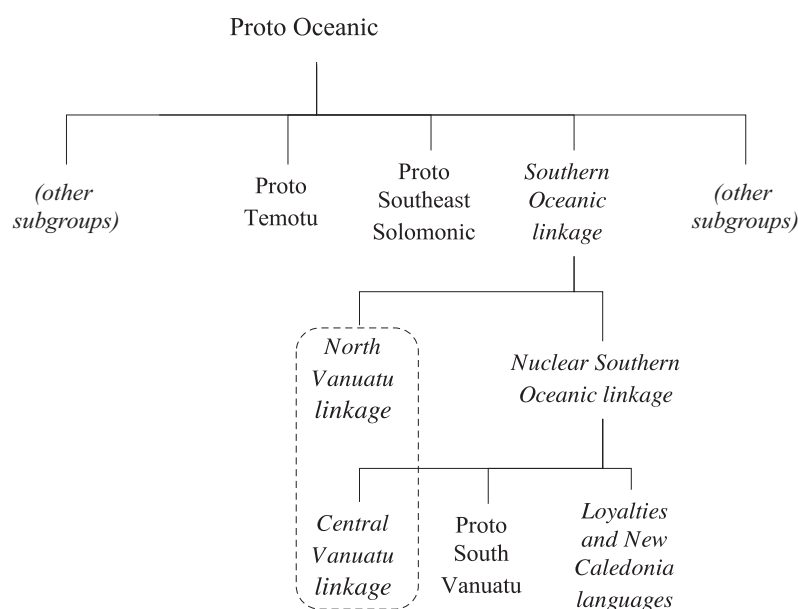 Proto Oceanic
(other
subgroups)
Proto
Temotu
Proto
Southeast
Solomonic
Southern
Oceanic
linkage
(other
subgroups)
North
Vanuatu
linkage
Nuclear Southern
Oceanic linkage
Central
Vanuatu
linkage
Proto
South
Vanuatu
Loyalties
and New
Caledonia
languages